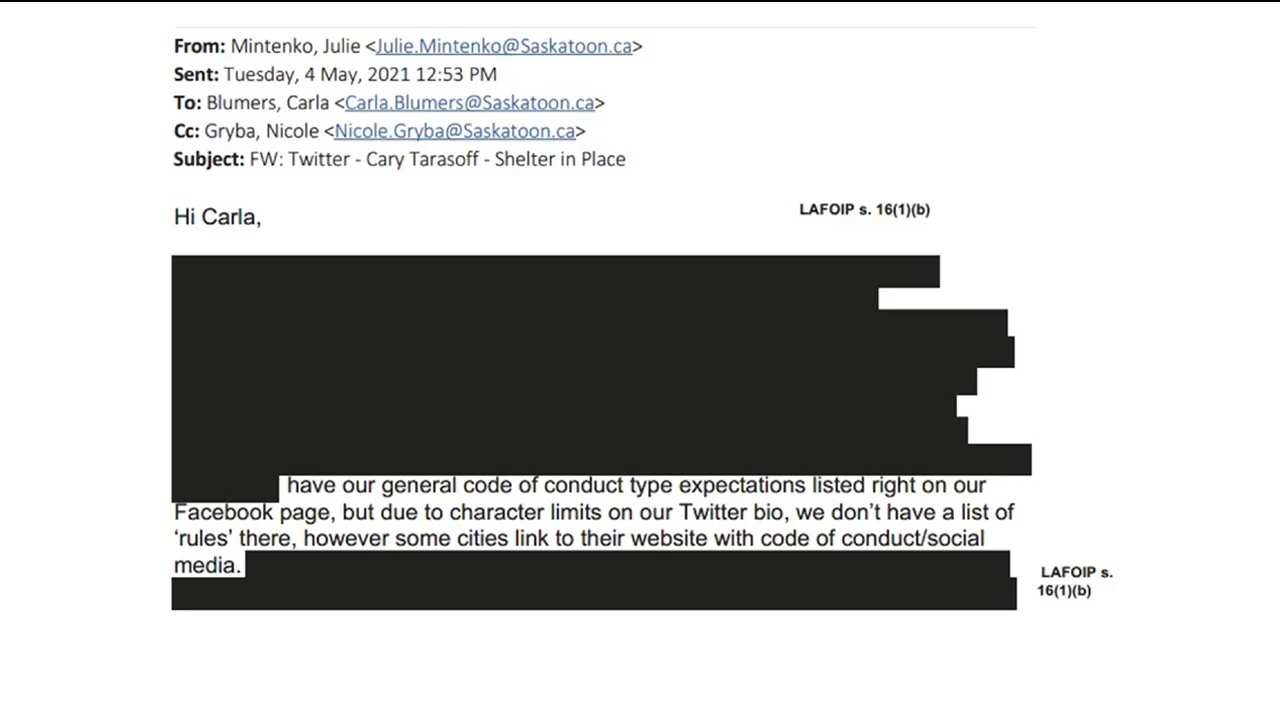 From: Mintenko, Julie <Julie.Mintenko@Saskatoon.ca>
Sent: Tuesday, 4 May, 2021 12:53 PM
To: Blumers, Carla <Carla.Blumers@Saskatoon.ca>
Cc: Gryba, Nicole <Nicole.Gryba@Saskatoon.ca>
Subject: FW: Twitter - Cary Tarasoff - Shelter in Place
Hi Carla,
LAFOIP s. 16(1)(b)
have our general code of conduct type expectations listed right on our
Facebook page, but due to character limits on our Twitter bio, we don’t have a list of
‘rules’ there, however some cities link to their website with code of conduct/social
media.
LAFOIP s.
16(1)(b)